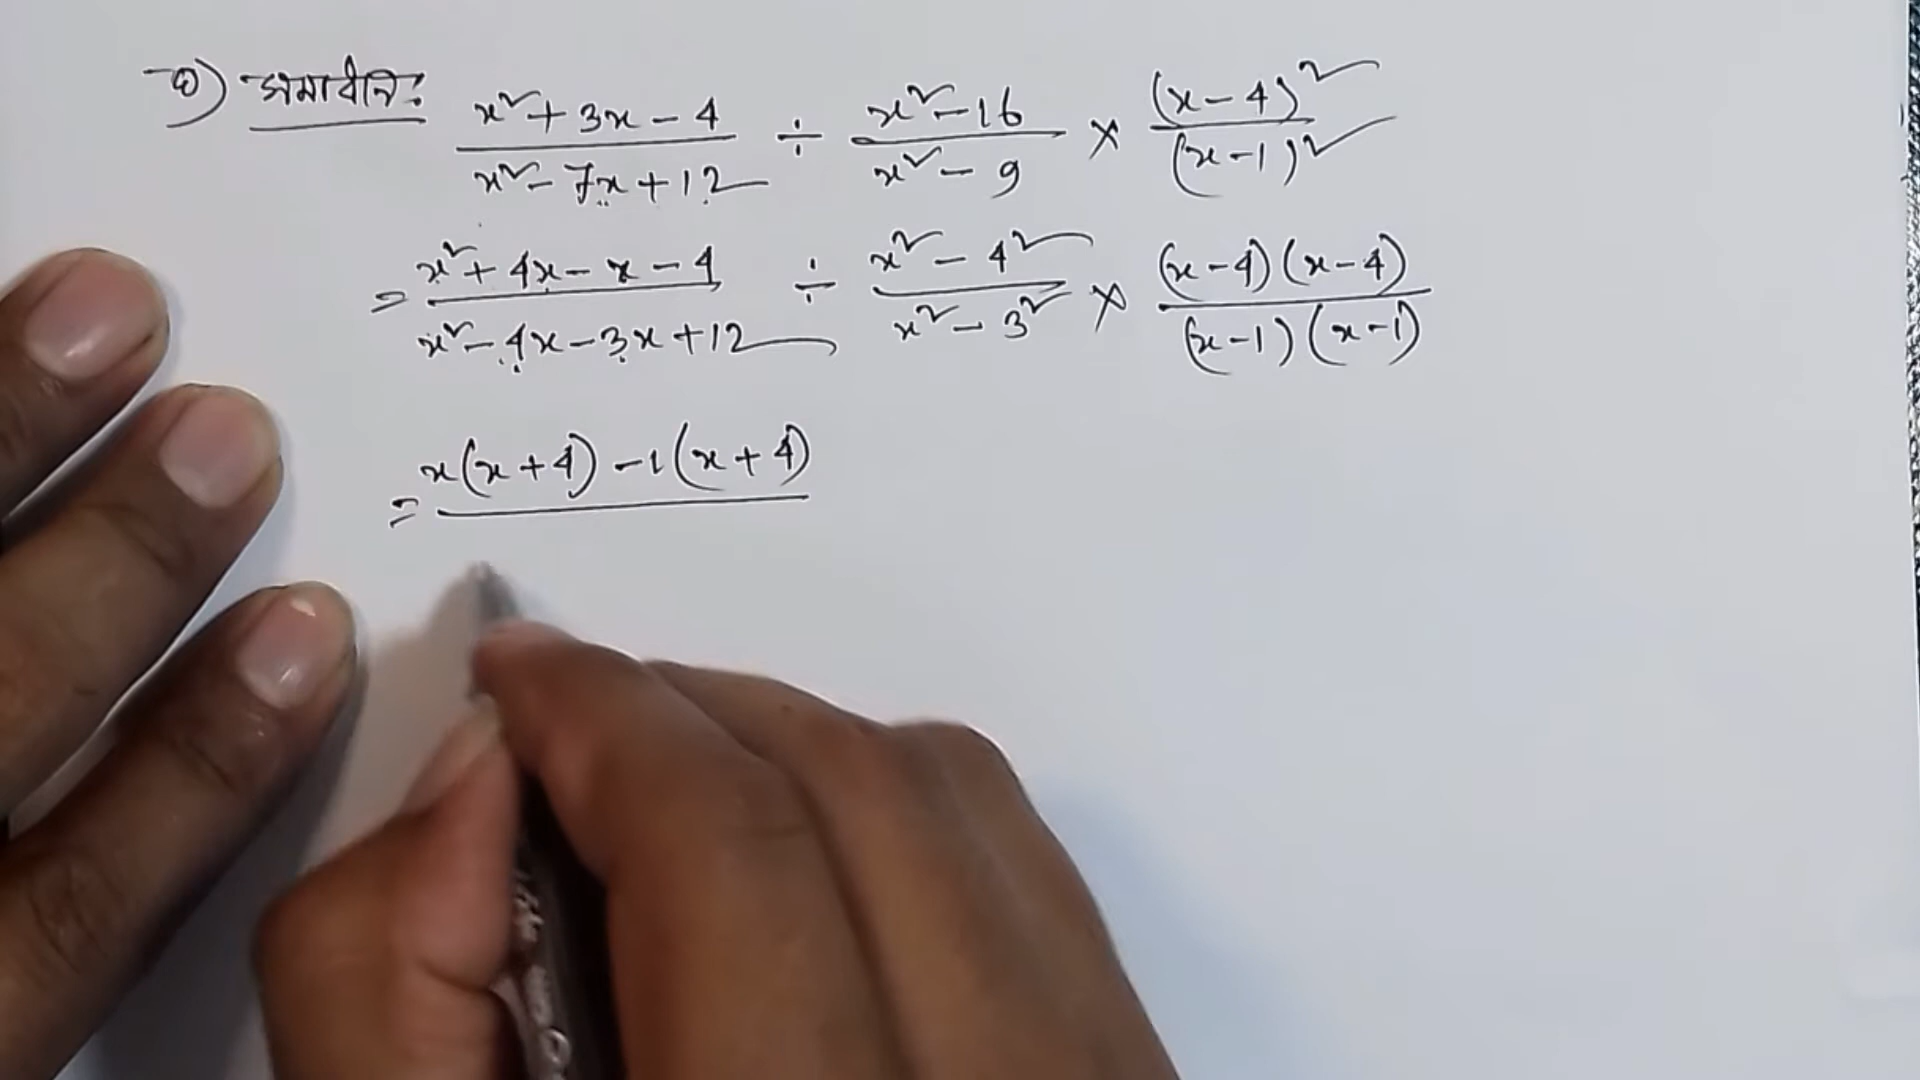 ঘ) সমাধান: (x²+3x-4)/(x²-7x+12) ÷ (x²-16)/(x²-9) × (x-4)²/(x-1)²
= (x²+4x-x-4)/(x²-4x-3x+12) ÷ (x²-4²)/(x²-3²) × (x-4)(x-4)/(x-1)(x-1)
= x(x+4)-1(x+4)